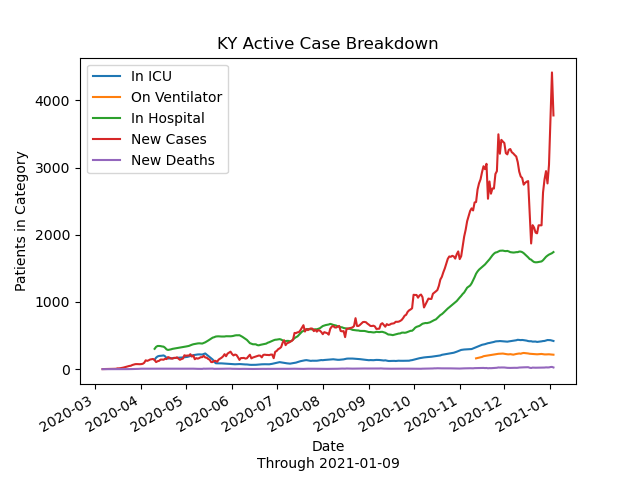 KY Active Case Breakdown
In ICU
On Ventilator
In Hospital
New Cases
New Deaths
4000
3000
2000
1000
0
Patients in Category
2020-03
2020-04
2020-05
2020-06
2020-07
2020-08
2020-09
2020-10
2020-11
2020-12
2021-01
Date
Through 2021-01-09